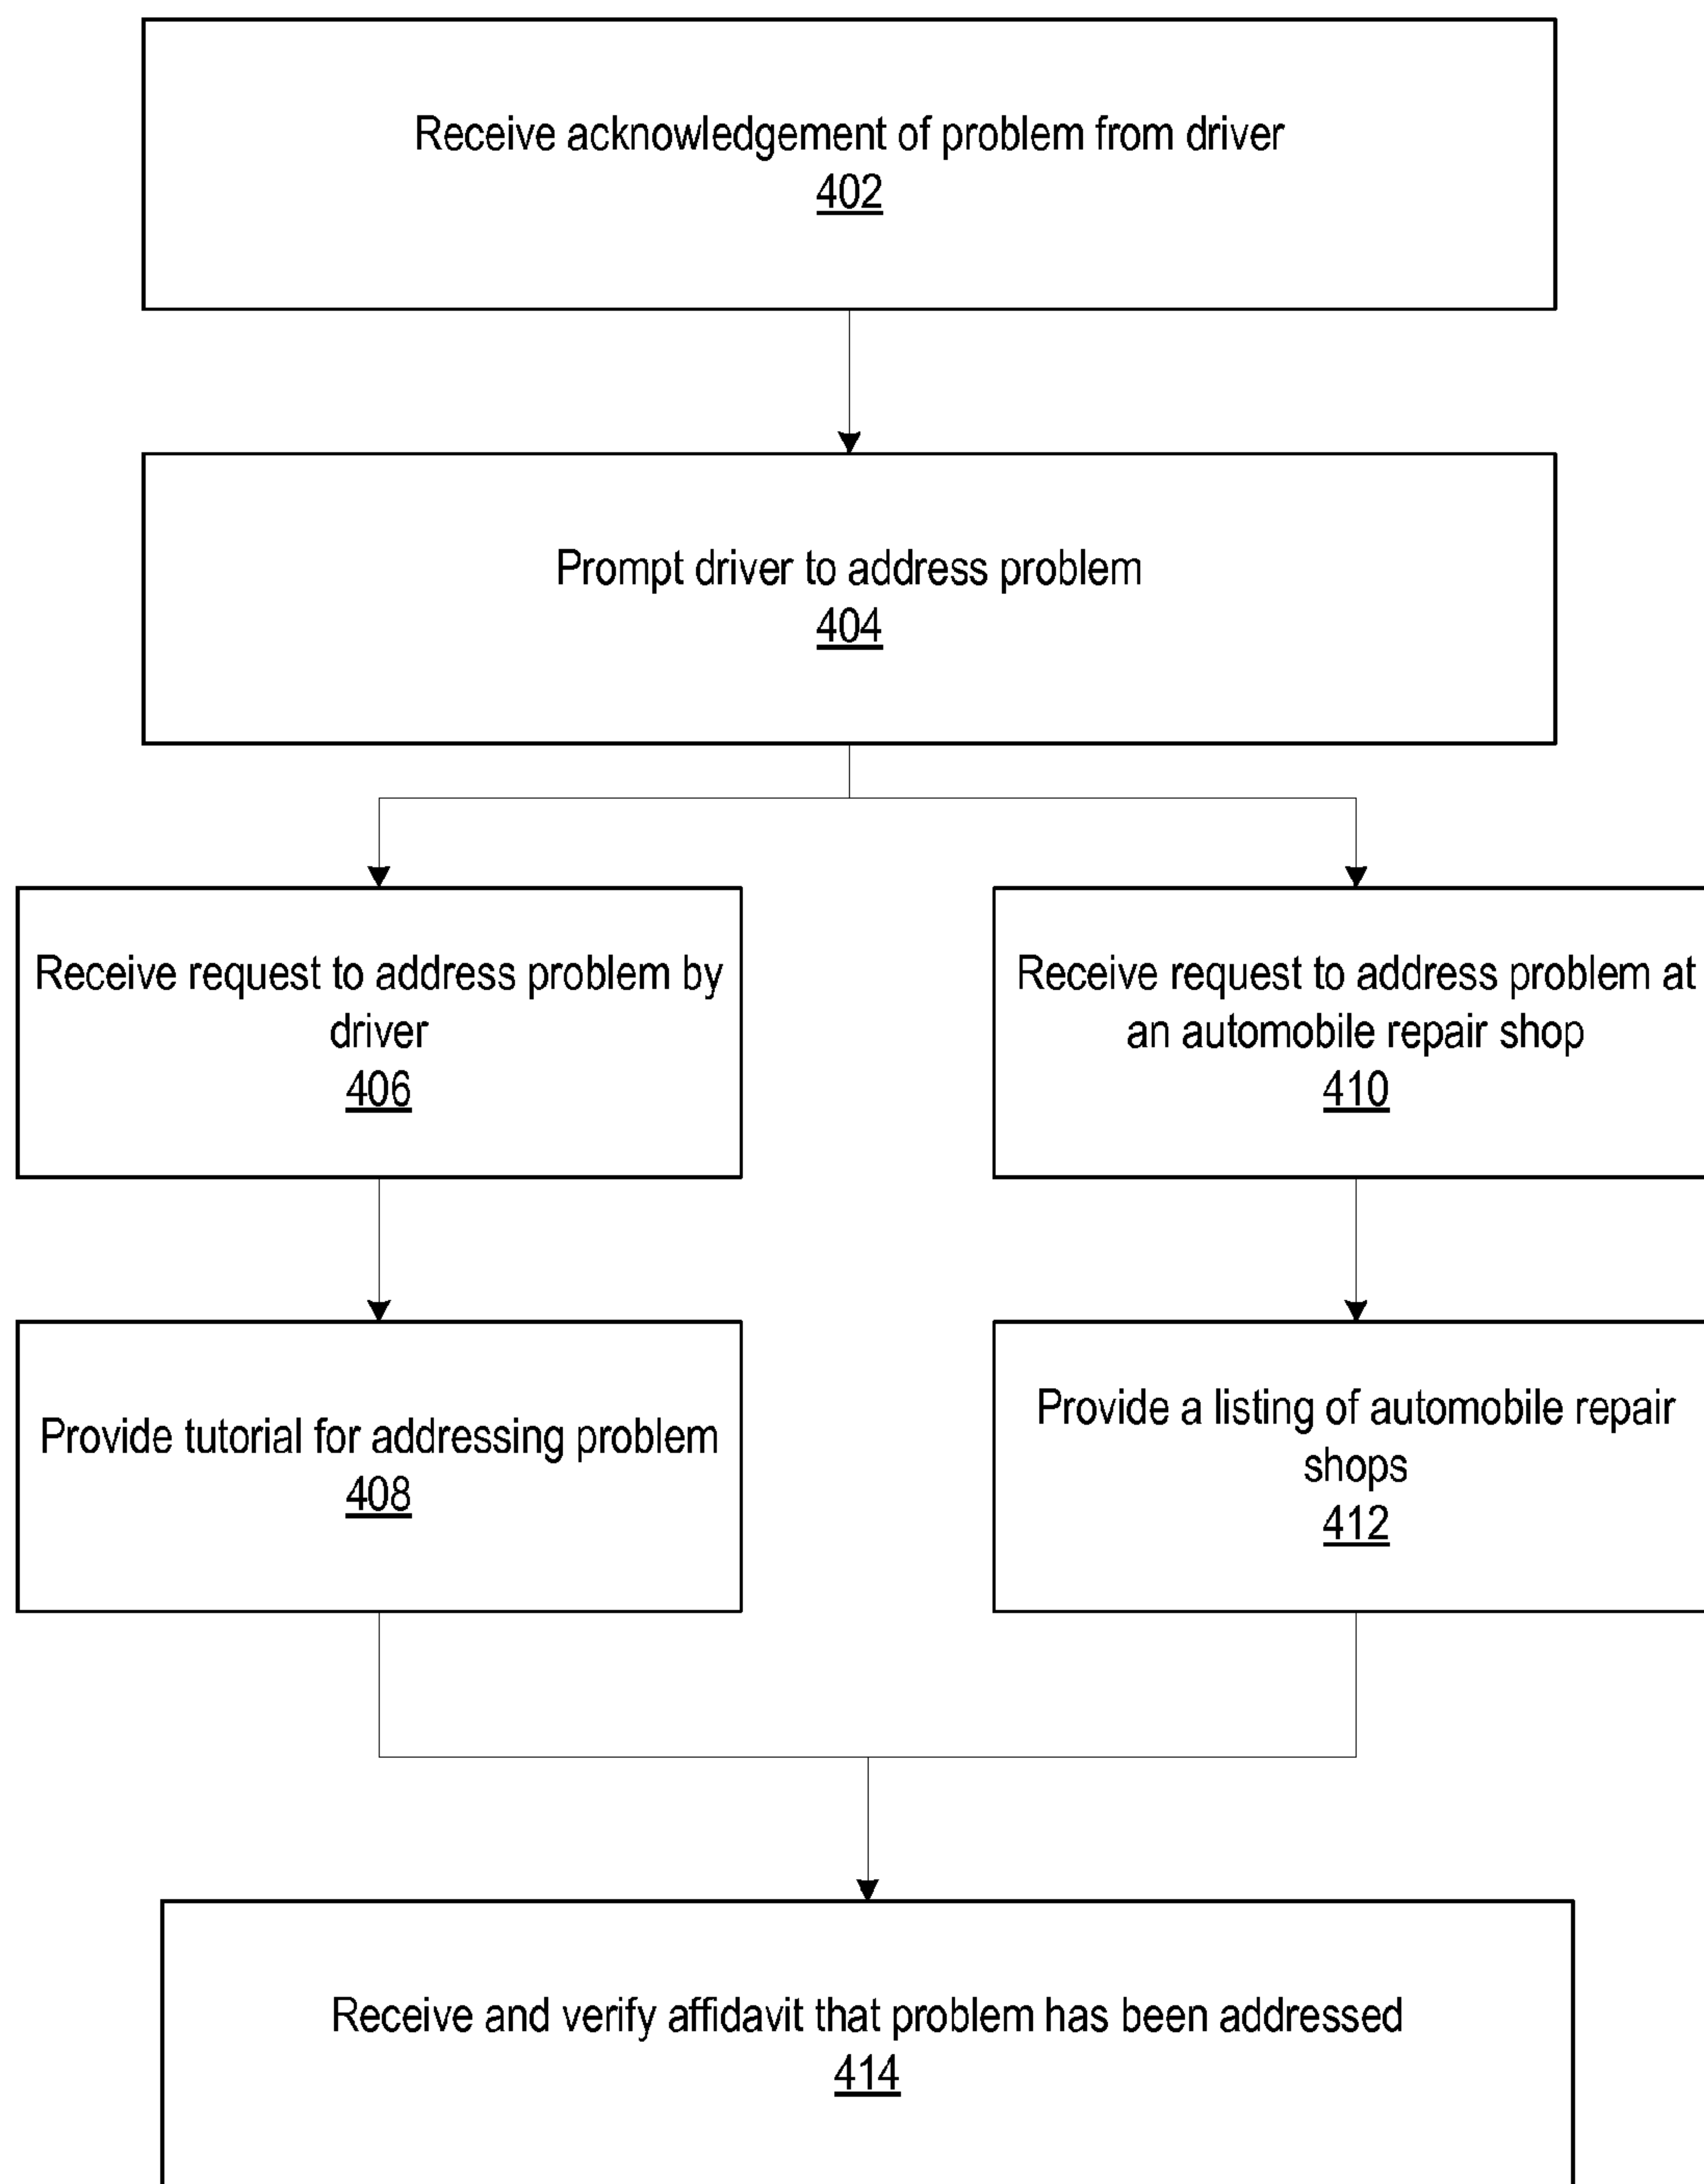 Receive acknowledgement of problem from driver
402
Prompt driver to address problem
404
Receive request to address problem by
driver
406
Receive request to address problem at
an automobile repair shop
410
Provide tutorial for addressing problem
408
Provide a listing of automobile repair
shops
412
Receive and verify affidavit that problem has been addressed
414